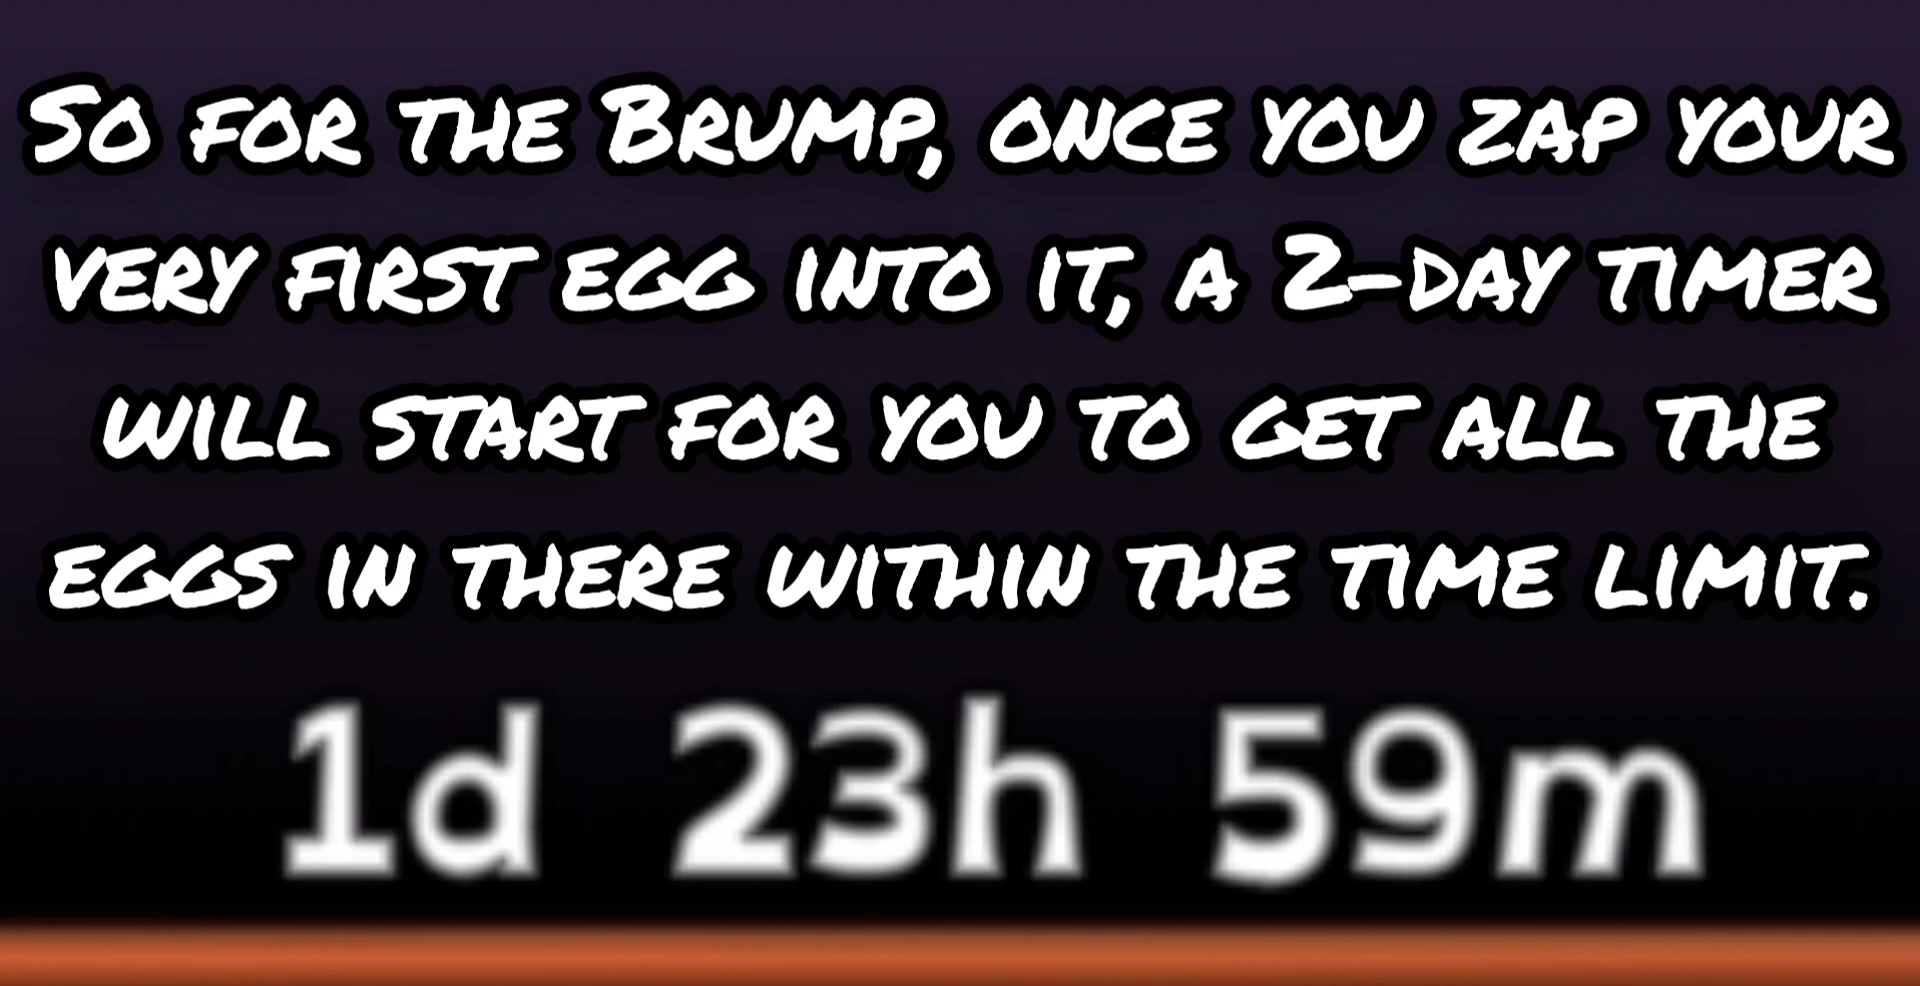 So for the Brump, once you zap your
very first egg into it, a 2-day timer
will start for you to get all the
eggs in there within the time limit.
1d 23h 59m